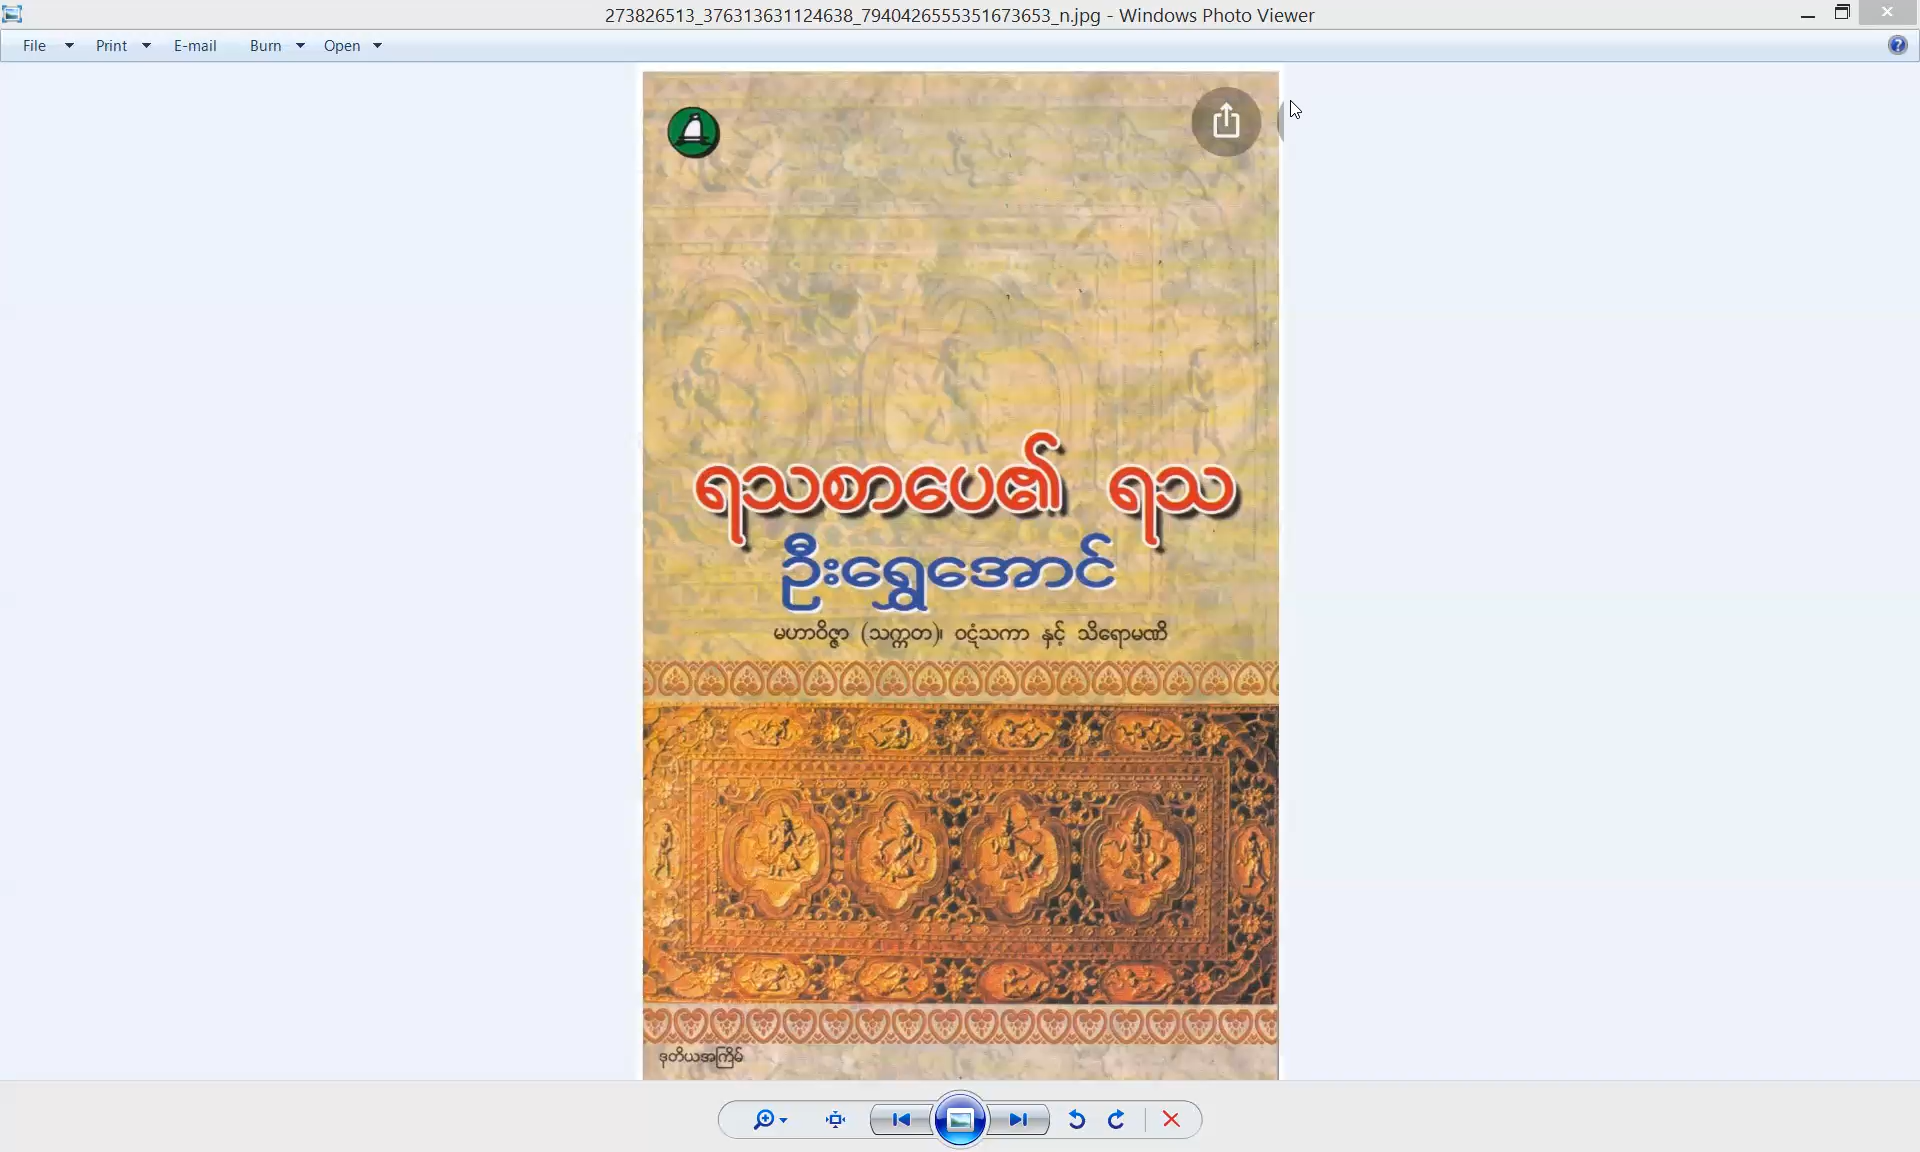 273826513_376313631124638_7940426555351673653_n.jpg - Windows Photo Viewer
File Print E-mail Burn Open
ရသစာပေ၏ ရသ
ဦးရွှေအောင်
မဟာဝိဇ္ဇာ (သက္ကတ)၊ ဝဋံသကာ နှင့် သိရောမဏိ
ဒုတိယအကြိမ်